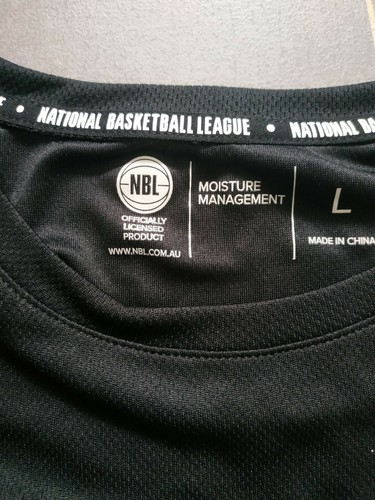 • NATIONAL BASKETBALL LEAGUE • NATIONAL
NBL
OFFICIALLY
LICENSED
PRODUCT
WWW.NBL.COM.AU
MOISTURE
MANAGEMENT
L
MADE IN CHINA